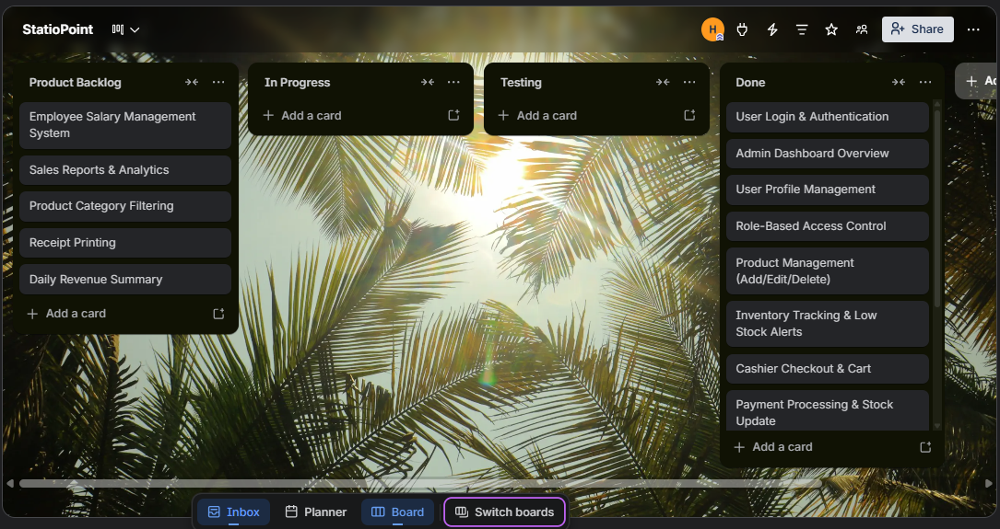 StatioPoint
H
Share
Product Backlog
Employee Salary Management
System
Sales Reports & Analytics
Product Category Filtering
Receipt Printing
Daily Revenue Summary
Add a card
In Progress
Add a card
Testing
Add a card
Done
User Login & Authentication
Admin Dashboard Overview
User Profile Management
Role-Based Access Control
Product Management
(Add/Edit/Delete)
Inventory Tracking & Low
Stock Alerts
Cashier Checkout & Cart
Payment Processing & Stock
Update
Add a card
Inbox
Planner
Board
Switch boards